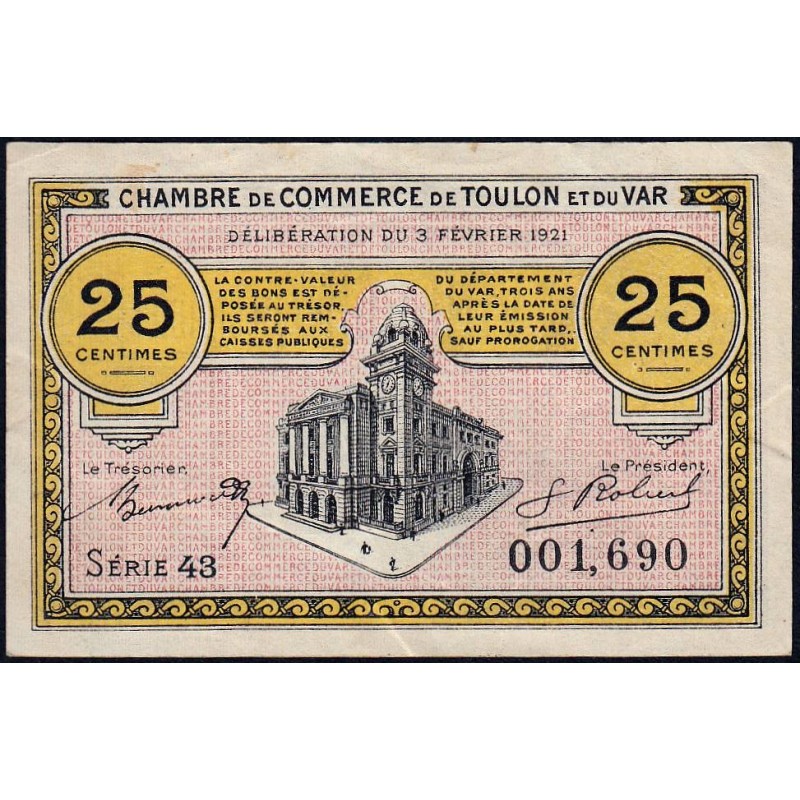 CHAMBRE DE COMMERCE DE TOULON ET DU VAR
DÉLIBÉRATION DU 3 FÉVRIER 1921
25
CENTIMES
LA CONTRE-VALEUR
DES BONS EST DÉ-
POSÉE AU TRÉSOR.
ILS SERONT REM-
BOURSÉS AUX
CAISSES PUBLIQUES
DU DÉPARTEMENT
DU VAR, TROIS ANS
APRÈS LA DATE DE
LEUR ÉMISSION
AU PLUS TARD,
SAUF PROROGATION
25
CENTIMES
Le Trésorier,
Le Président,
G Robert
SÉRIE 43
001,690